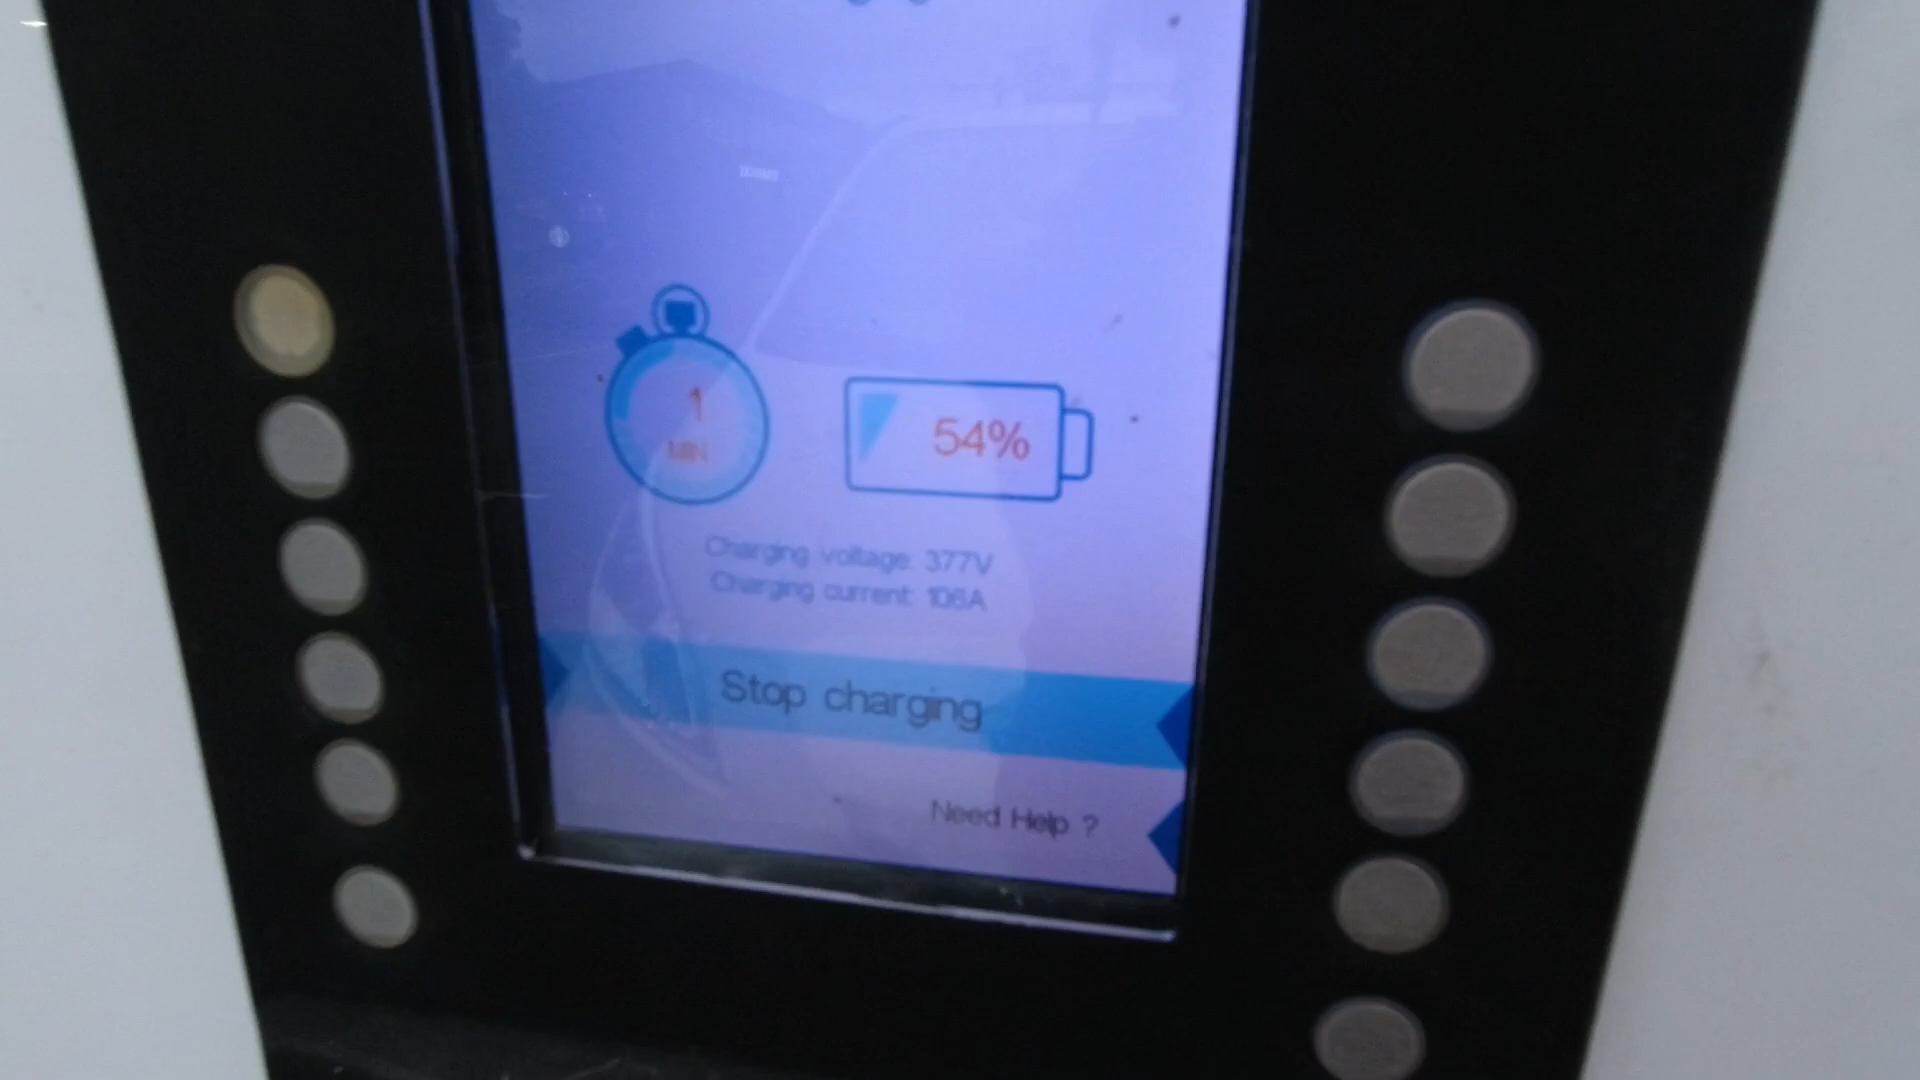 1
MIN
54%
Charging voltage: 377V
Charging current: 106A
Stop charging
Need Help ?